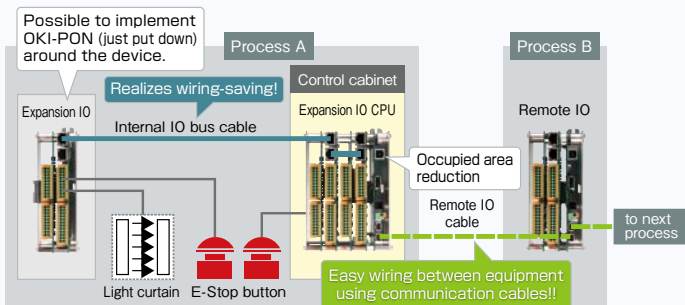 Possible to implement
OKI-PON (just put down)
around the device.
Process A
Process B
Control cabinet
Realizes wiring-saving!
Expansion IO
Expansion IO CPU
Remote IO
Internal IO bus cable
Occupied area
reduction
Remote IO
cable
to next
process
Light curtain
E-Stop button
Easy wiring between equipment
using communication cables!!